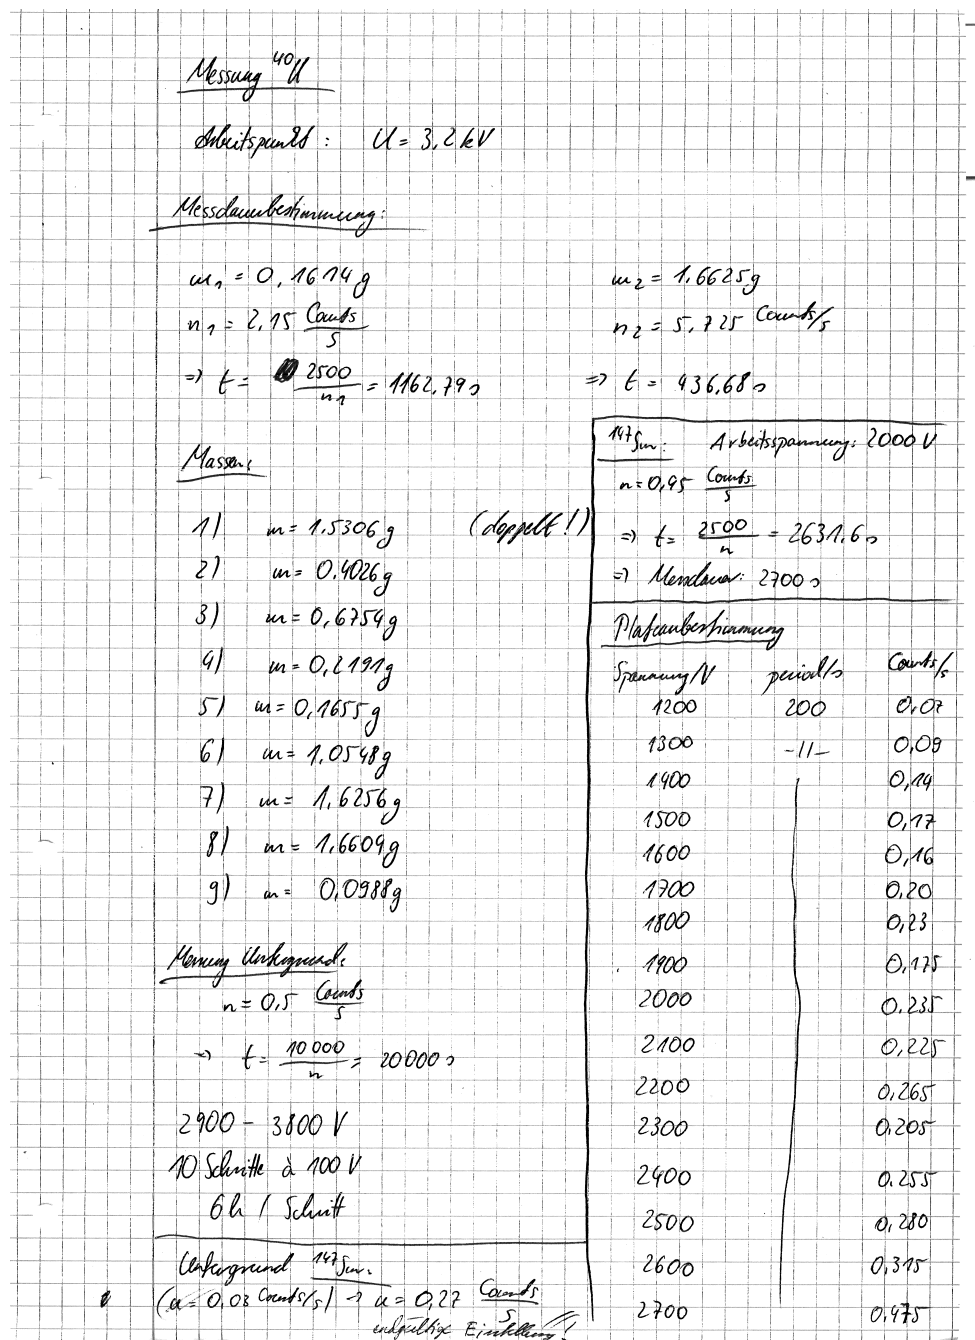 Messung ⁴⁰K
Arbeitspunkt: U = 3,2 kV
Messdauerbestimmung:
m₁ = 0,1614 g
n₁ = 2,15 Counts/s
=> t = 2500/n₁ = 1162,79 s
m₂ = 1,6625 g
n₂ = 5,725 Counts/s
=> t = 436,68 s
Massen:
1) m = 1,5306 g (doppelt!)
2) m = 0,4026 g
3) m = 0,6754 g
4) m = 0,2191 g
5) m = 0,1655 g
6) m = 1,0548 g
7) m = 1,6256 g
8) m = 1,6609 g
9) m = 0,0988 g
Messung Untergrund:
n = 0,5 Counts/s
=> t = 10000/n = 20000 s
2900 - 3800 V
10 Schritte à 100 V
6h / Schritt
Untergrund ¹⁴⁷Sm:
(n = 0,03 Counts/s) → n = 0,27 Counts/s
endgültige Einstellung!
¹⁴⁷Sm: Arbeitsspannung: 2000 V
n = 0,95 Counts/s
=> t = 2500/n = 2631,6 s
=> Messdauer: 2700 s
Plateaubestimmung
Spannung/V period/s Counts/s
1200 200 0,07
1300 -11- 0,09
1400 0,14
1500 0,17
1600 0,16
1700 0,20
1800 0,23
1900 0,175
2000 0,235
2100 0,225
2200 0,265
2300 0,205
2400 0,255
2500 0,280
2600 0,315
2700 0,475